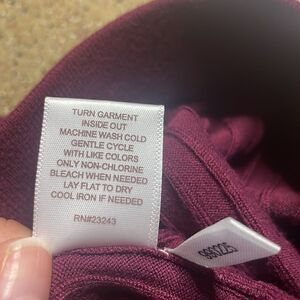 TURN GARMENT
INSIDE OUT
MACHINE WASH COLD
GENTLE CYCLE
WITH LIKE COLORS
ONLY NON-CHLORINE
BLEACH WHEN NEEDED
LAY FLAT TO DRY
COOL IRON IF NEEDED
RN#23243